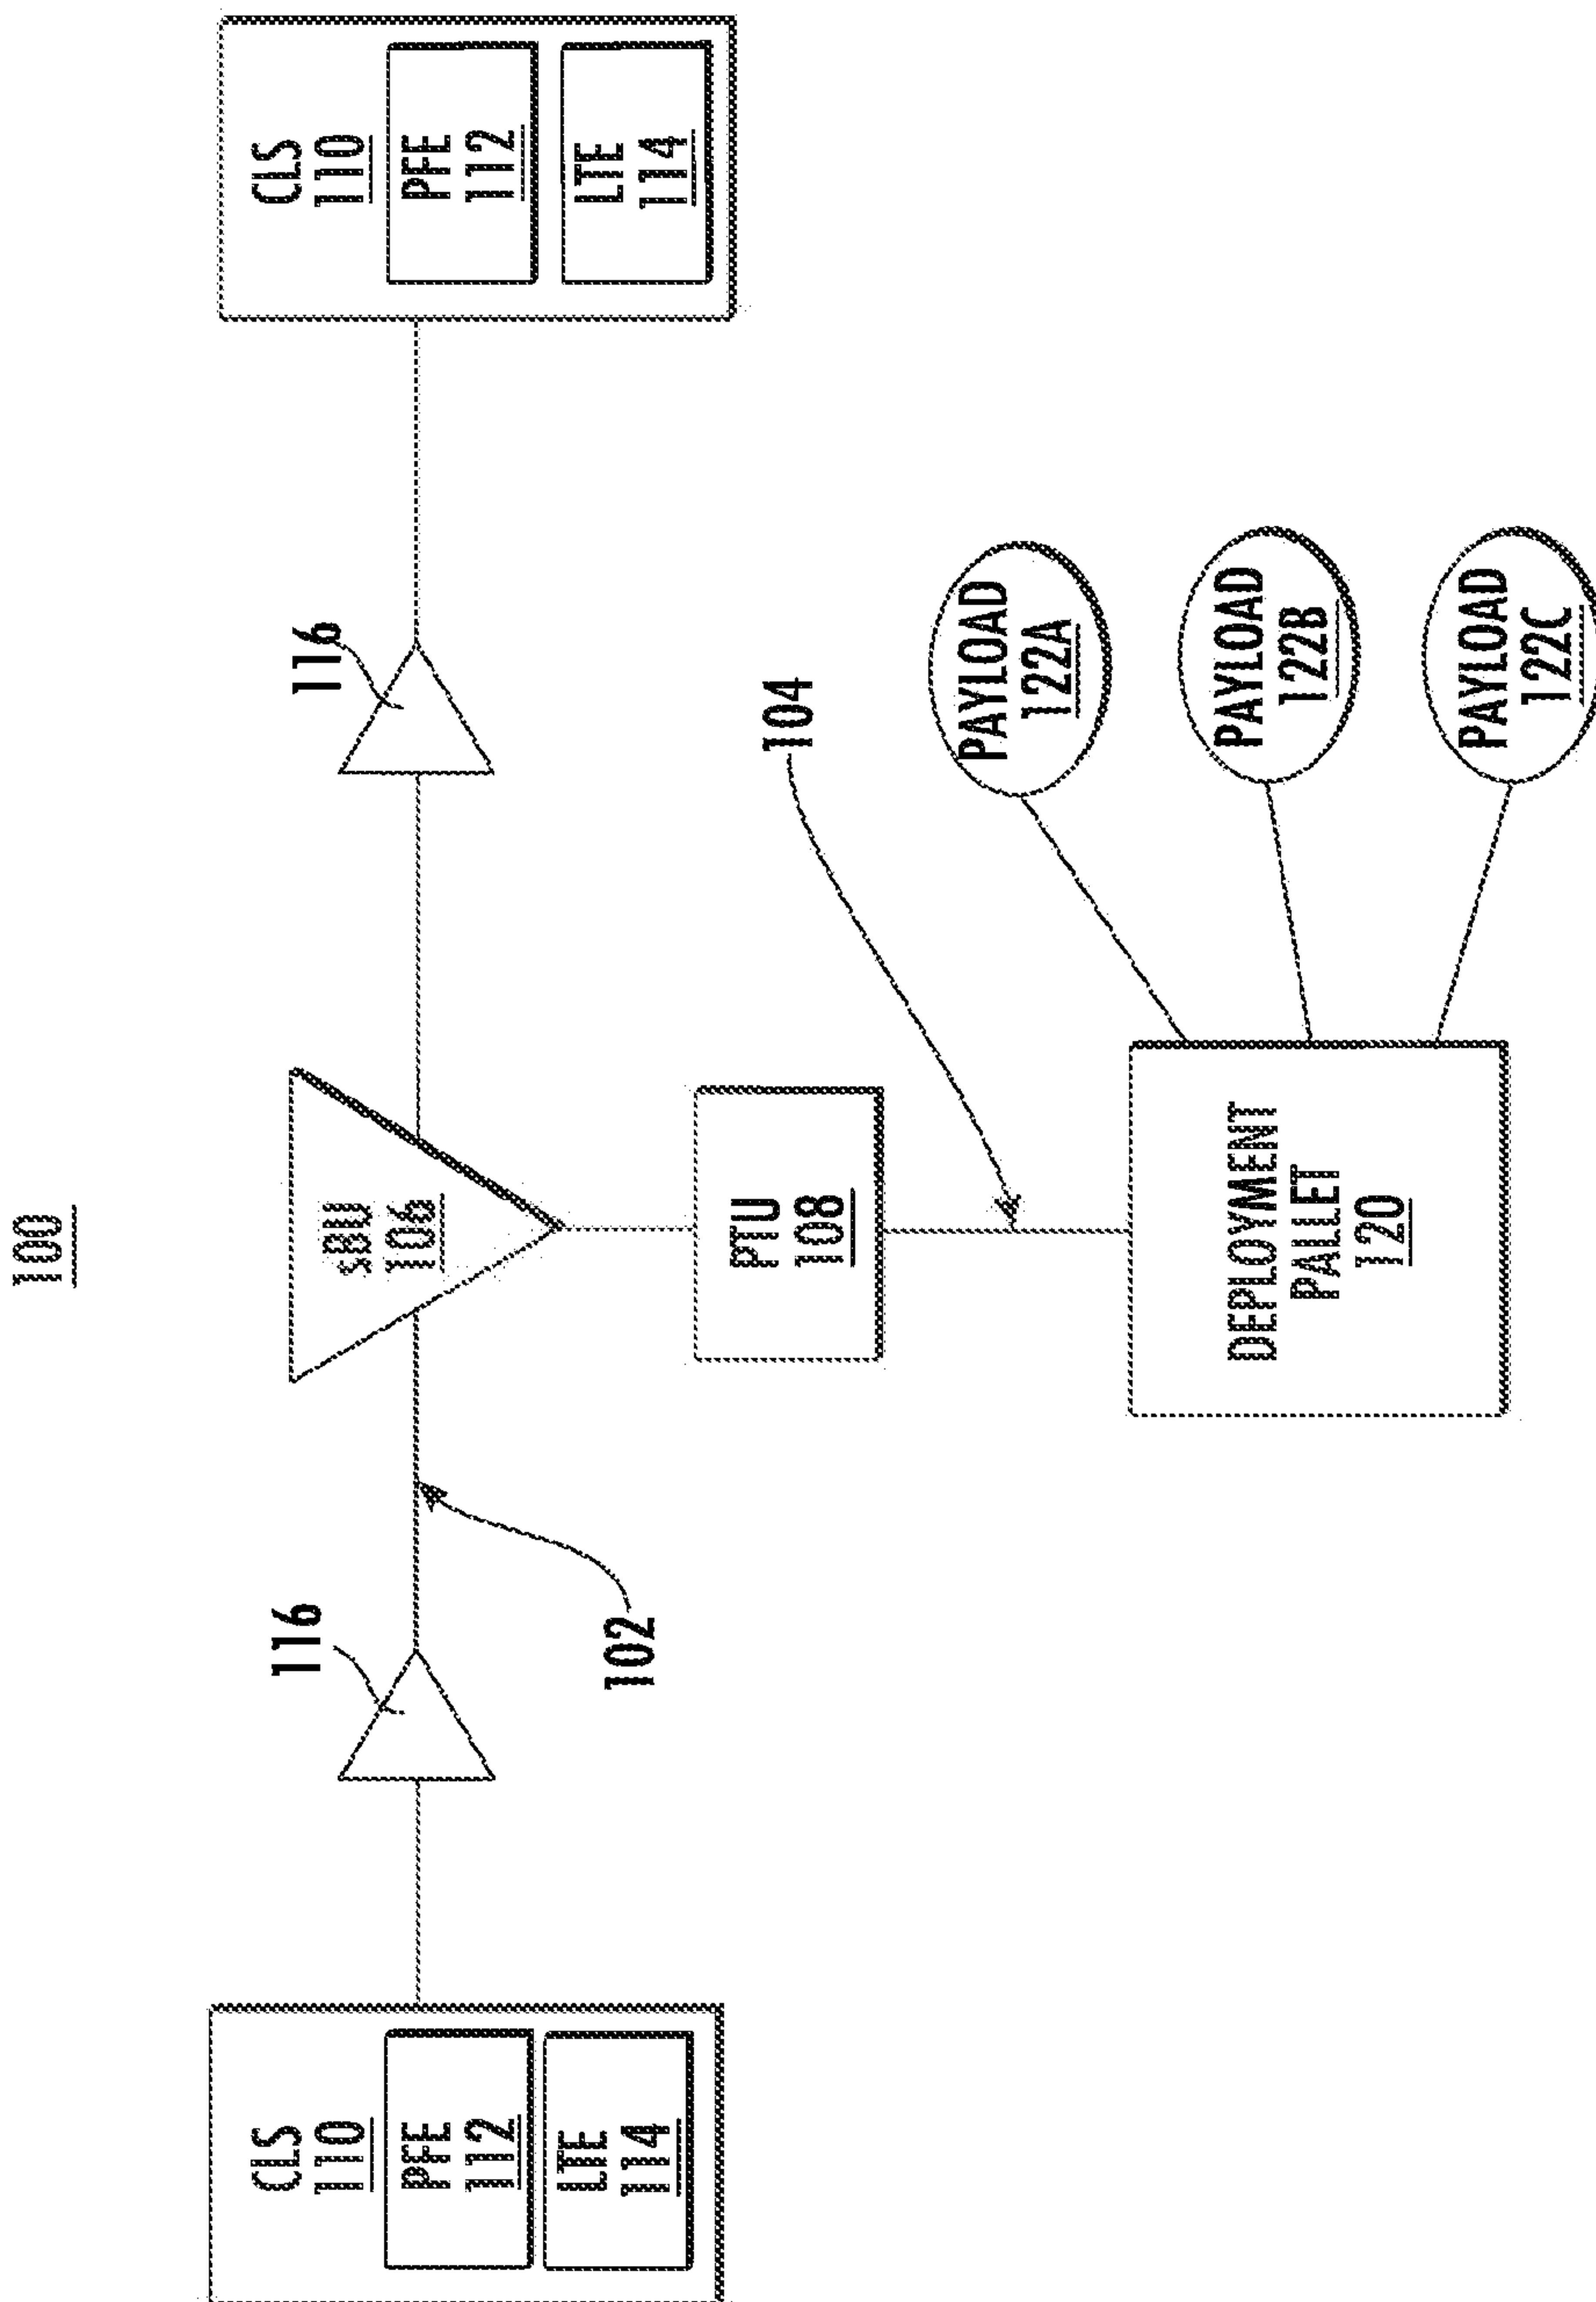 100
CLS
110
PFE
112
LTE
114
116
102
sBU
106
PTU
108
104
116
CLS
110
PFE
112
LTE
114
DEPLOYMENT
PALLET
120
PAYLOAD
122A
PAYLOAD
122B
PAYLOAD
122C